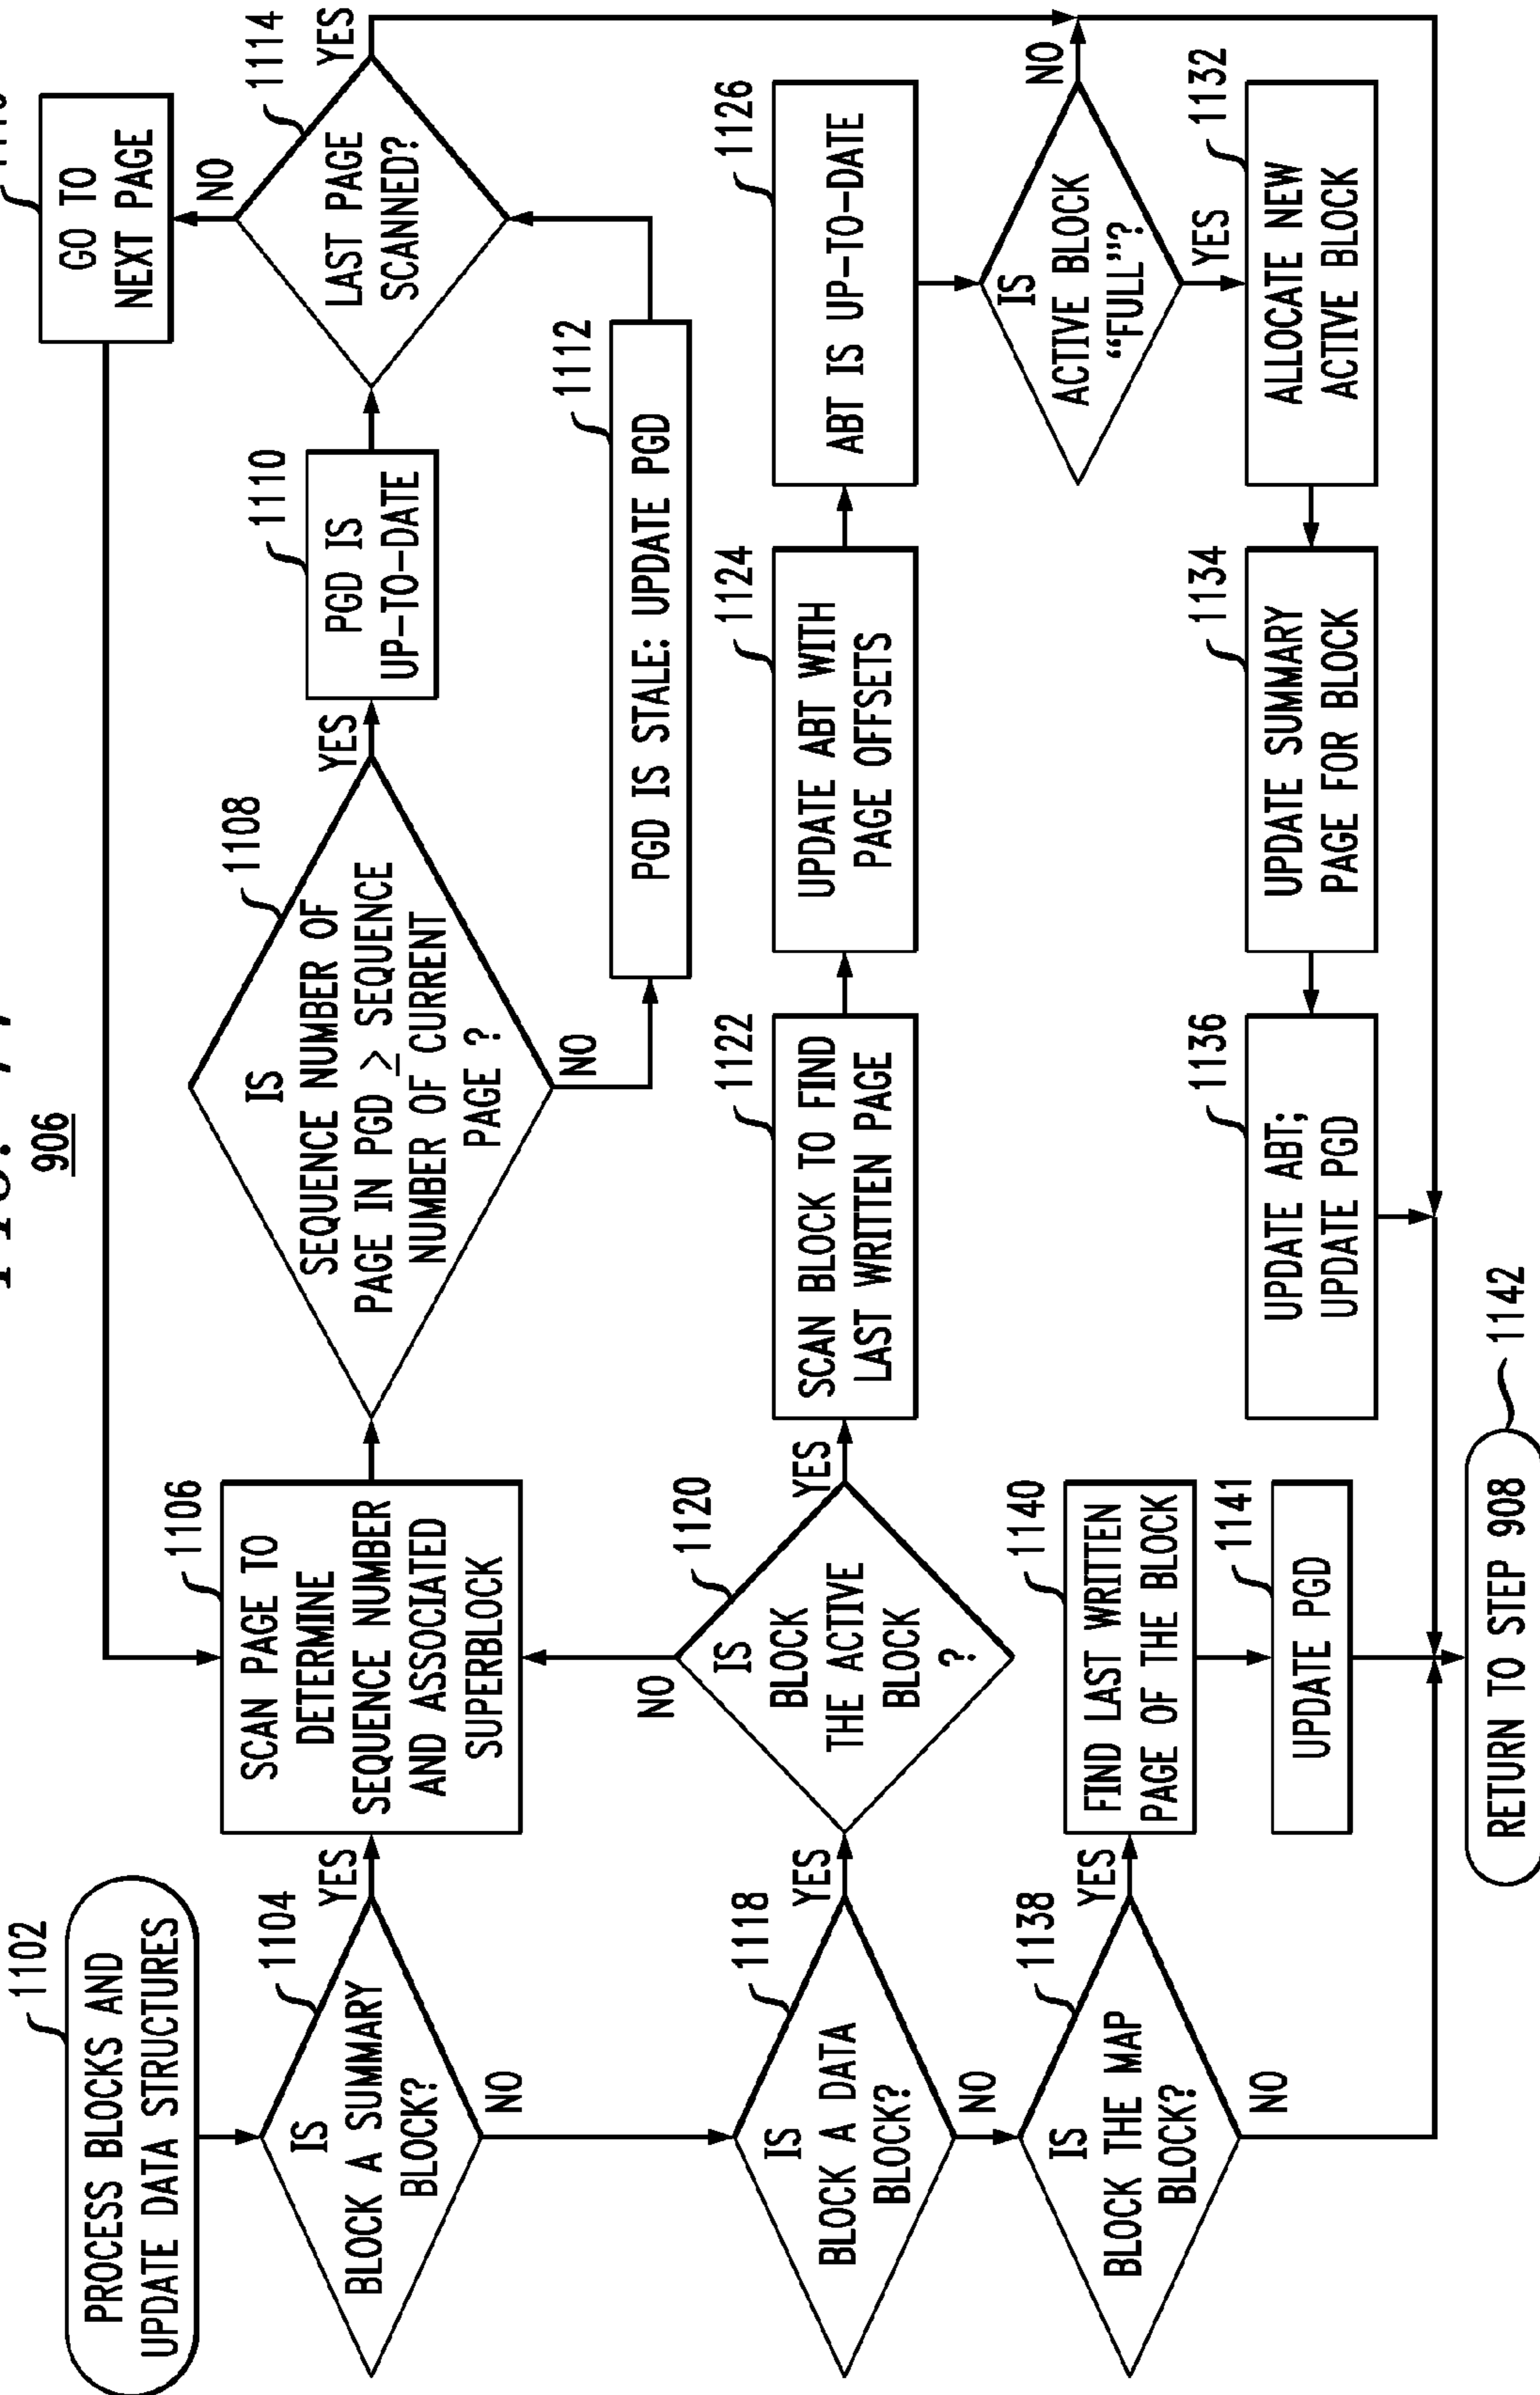 906
1102
PROCESS BLOCKS AND
UPDATE DATA STRUCTURES
1104
IS
BLOCK A SUMMARY
BLOCK?
YES
NO
1106
SCAN PAGE TO
DETERMINE
SEQUENCE NUMBER
AND ASSOCIATED
SUPERBLOCK
1108
IS
SEQUENCE NUMBER OF
PAGE IN PGD ≥ SEQUENCE
NUMBER OF CURRENT
PAGE ?
YES
NO
1110
PGD IS
UP-TO-DATE
1112
PGD IS STALE: UPDATE PGD
1114
LAST PAGE
SCANNED?
YES
NO
GO TO
NEXT PAGE
1118
IS
BLOCK A DATA
BLOCK?
YES
NO
1120
IS
BLOCK
THE ACTIVE
BLOCK
?
YES
NO
1122
SCAN BLOCK TO FIND
LAST WRITTEN PAGE
1124
UPDATE ABT WITH
PAGE OFFSETS
1126
ABT IS UP-TO-DATE
IS
ACTIVE BLOCK
“FULL”?
NO
YES
1132
ALLOCATE NEW
ACTIVE BLOCK
1134
UPDATE SUMMARY
PAGE FOR BLOCK
1136
UPDATE ABT;
UPDATE PGD
1138
IS
BLOCK THE MAP
BLOCK?
YES
NO
1140
FIND LAST WRITTEN
PAGE OF THE BLOCK
1141
UPDATE PGD
1142
RETURN TO STEP 908